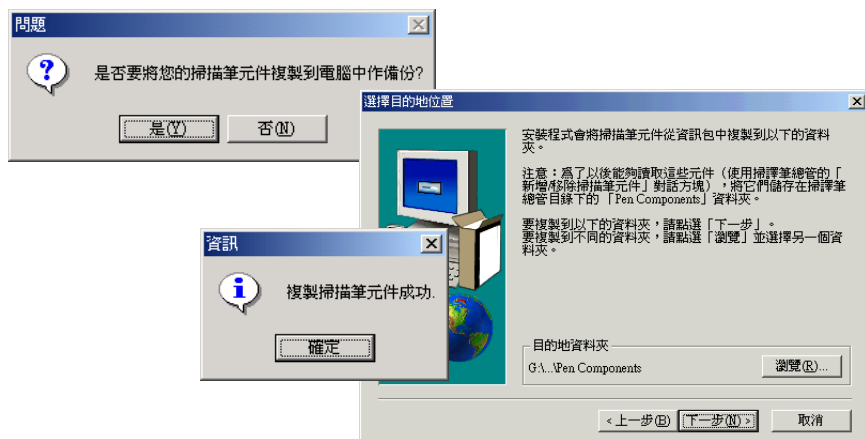 問題
是否要將您的掃描筆元件複製到電腦中作備份?
是(Y)
否(N)
選擇目的地位置
安裝程式會將掃描筆元件從資訊包中複製到以下的資料
夾。
注意：為了以後能夠讀取這些元件（使用掃譯筆總管的「
新增/移除掃描筆元件」對話方塊），將它們儲存在掃譯筆
總管目錄下的「Pen Components」資料夾。
要複製到以下的資料夾，請點選「下一步」。
要複製到不同的資料夾，請點選「瀏覽」並選擇另一個資
料夾。
目的地資料夾
G:\...\Pen Components
瀏覽(R)...
<上一步(B)
下一步(N)>
取消
資訊
複製掃描筆元件成功.
確定